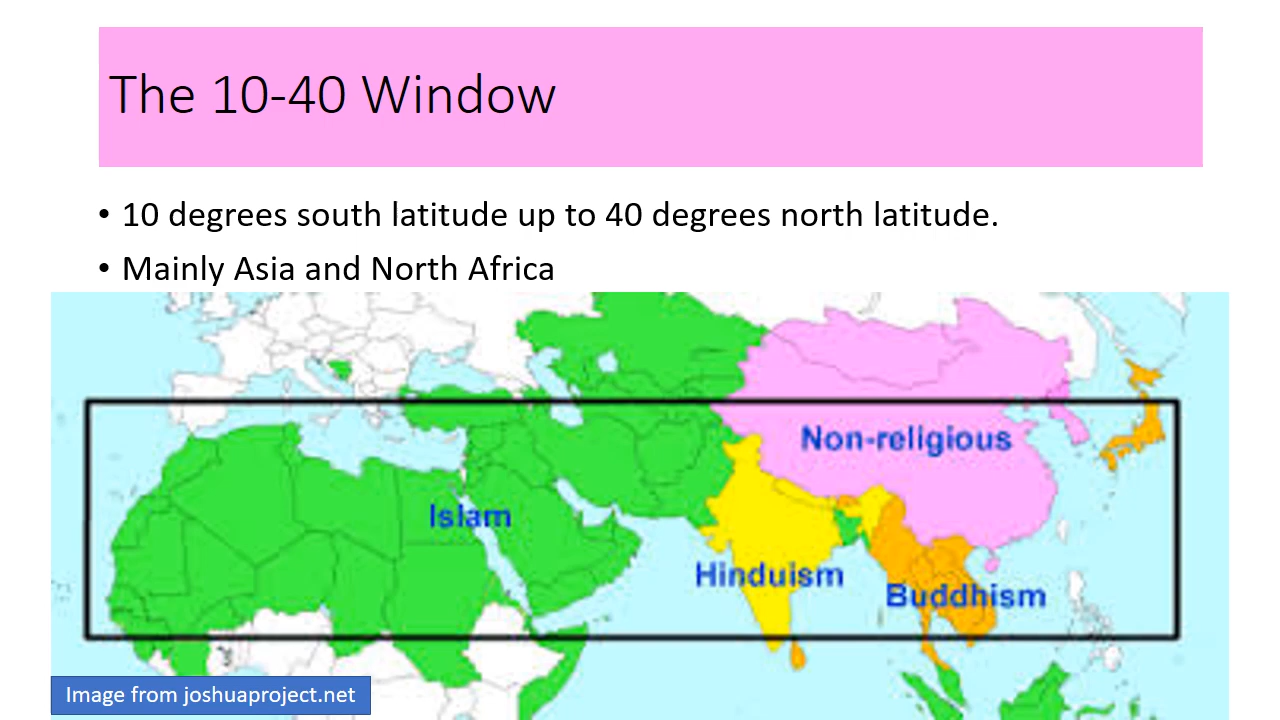 The 10-40 Window
• 10 degrees south latitude up to 40 degrees north latitude.
• Mainly Asia and North Africa
Non-religious
Islam
Hinduism
Buddhism
Image from joshuaproject.net